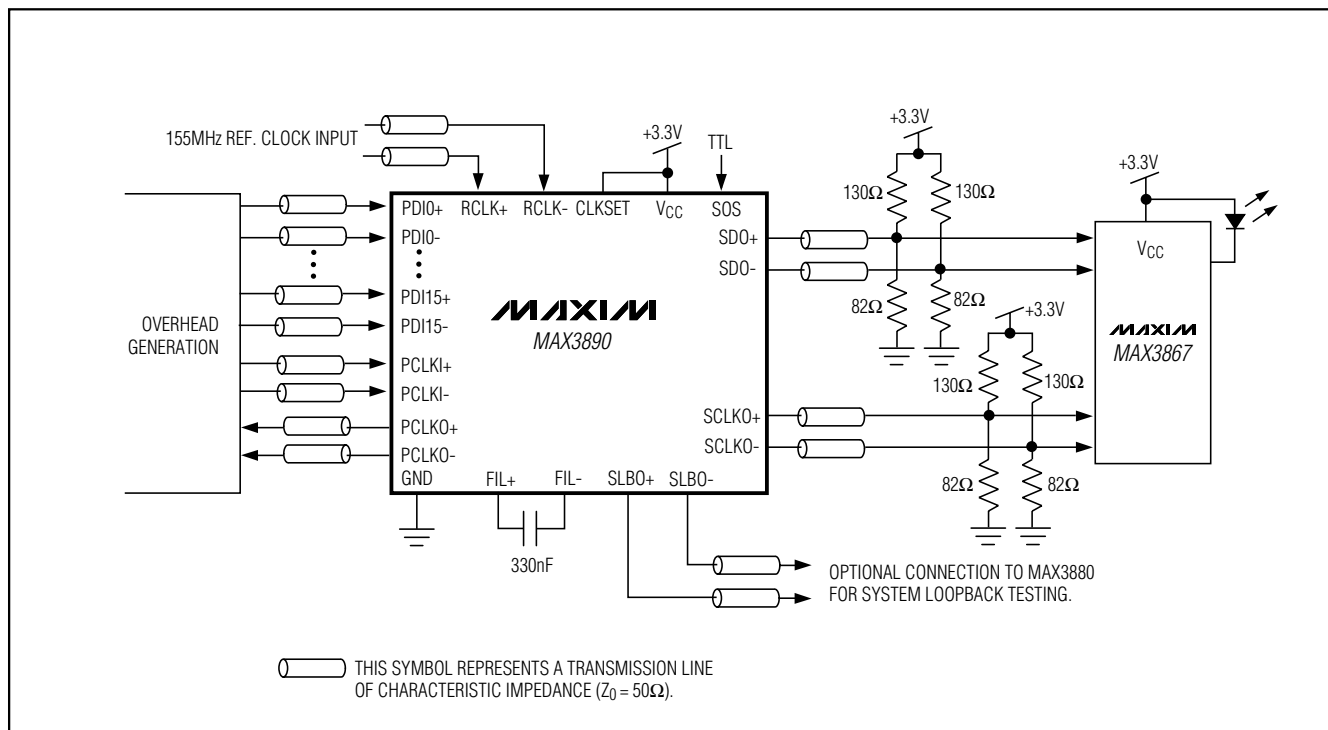 155MHz REF. CLOCK INPUT
+3.3V
TTL
+3.3V
+3.3V
130Ω
130Ω
PDI0+
RCLK+
RCLK-
CLKSET
VCC
SOS
PDI0-
SDO+
SDO-
VCC
PDI15+
PDI15-
82Ω
82Ω
+3.3V
OVERHEAD
GENERATION
MAXIM
MAX3890
MAXIM
MAX3867
PCLKI+
PCLKI-
130Ω
130Ω
PCLKO+
PCLKO-
SCLKO+
SCLKO-
GND
FIL+
FIL-
SLBO+
SLBO-
82Ω
82Ω
330nF
OPTIONAL CONNECTION TO MAX3880
FOR SYSTEM LOOPBACK TESTING.
THIS SYMBOL REPRESENTS A TRANSMISSION LINE
OF CHARACTERISTIC IMPEDANCE (Z0 = 50Ω).